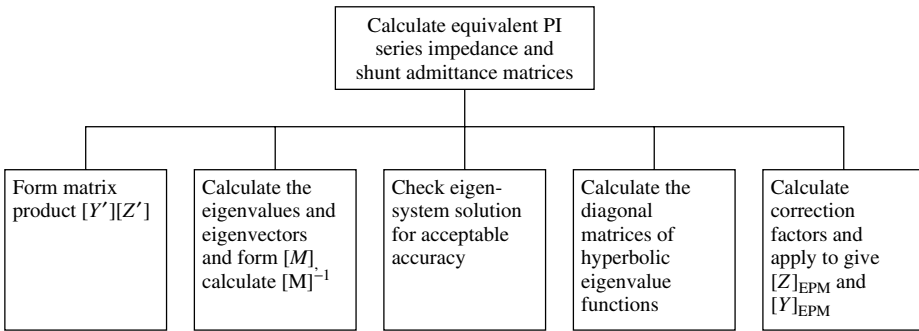 Calculate equivalent PI
series impedance and
shunt admittance matrices
Form matrix
product [Y′][Z′]
Calculate the
eigenvalues and
eigenvectors
and form [M],
calculate [M]⁻¹
Check eigen-
system solution
for acceptable
accuracy
Calculate the
diagonal
matrices of
hyperbolic
eigenvalue
functions
Calculate
correction
factors and
apply to give
[Z]EPM and
[Y]EPM